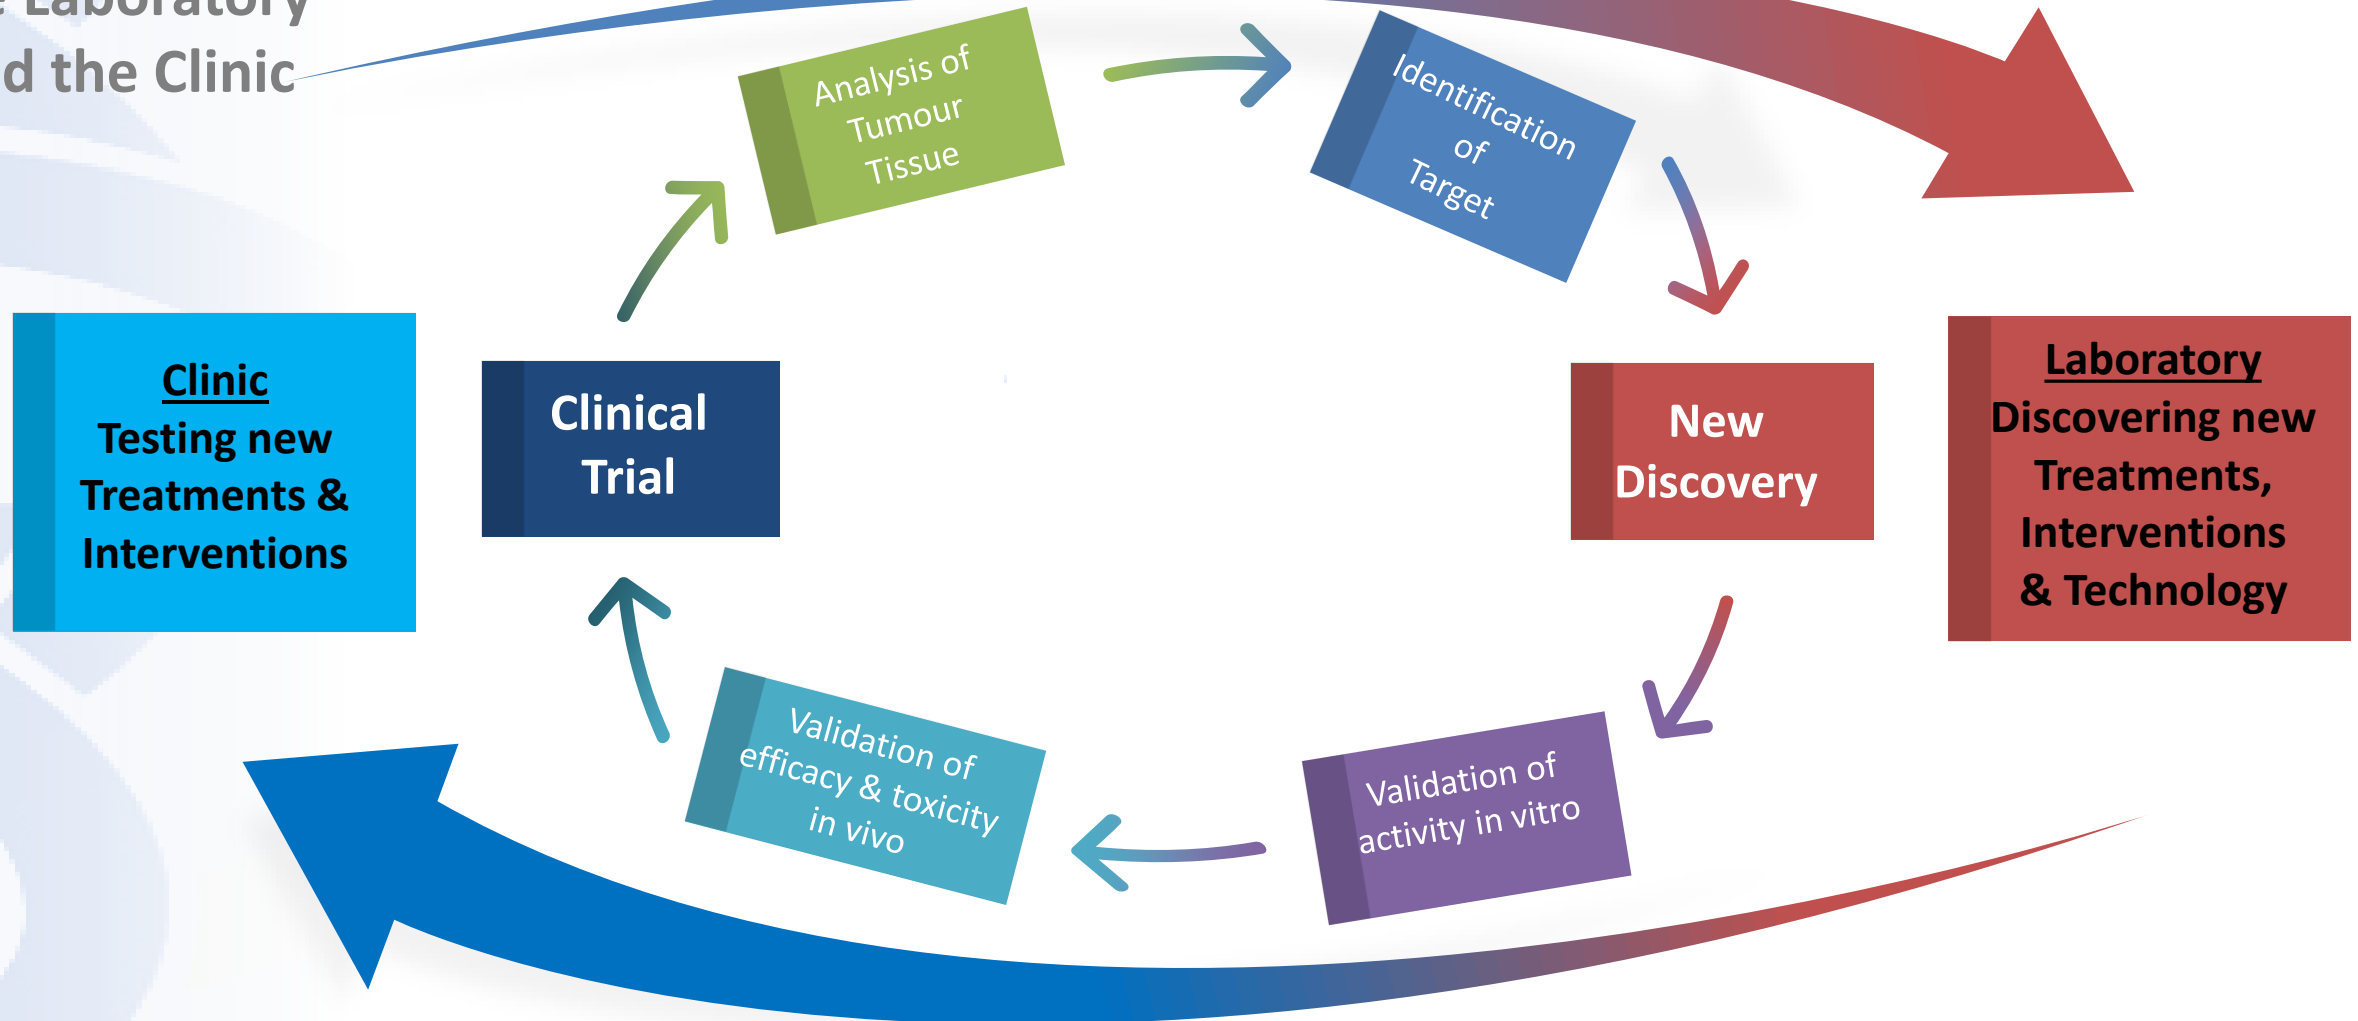 Laboratory
d the Clinic
Analysis of
Tumour
Tissue
Identification
of
Target
Clinic
Testing new
Treatments &
Interventions
Clinical
Trial
New
Discovery
Laboratory
Discovering new
Treatments,
Interventions
& Technology
Validation of
efficacy & toxicity
in vivo
Validation of
activity in vitro